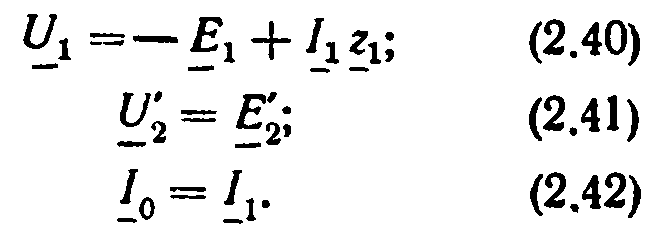 U̲₁ = — E̲₁ + I̲₁ z̲₁; (2.40)
U̲′₂ = E̲′₂; (2.41)
I̲₀ = I̲₁. (2.42)